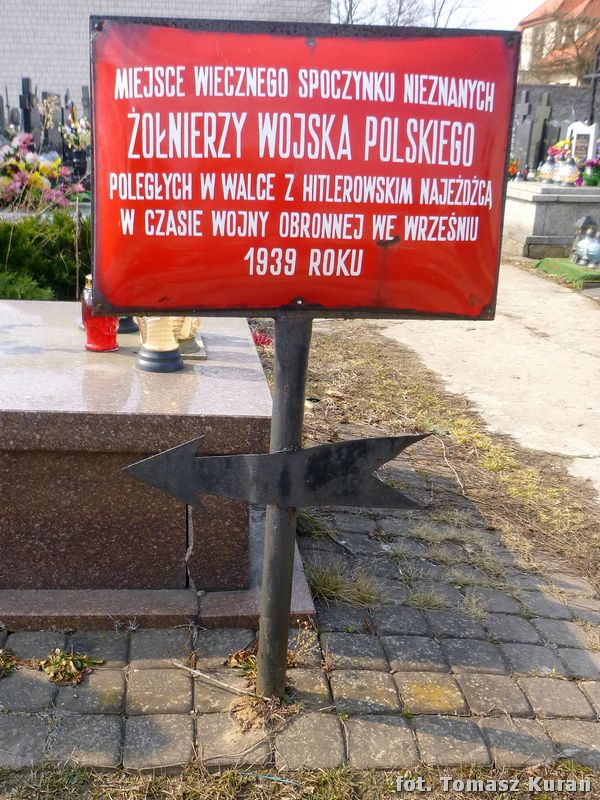 MIEJSCE WIECZNEGO SPOCZYNKU NIEZNANYCH
ŻOŁNIERZY WOJSKA POLSKIEGO
POLEGŁYCH W WALCE Z HITLEROWSKIM NAJEŹDŹCĄ
W CZASIE WOJNY OBRONNEJ WE WRZEŚNIU
1939 ROKU
fot. Tomasz Kuran